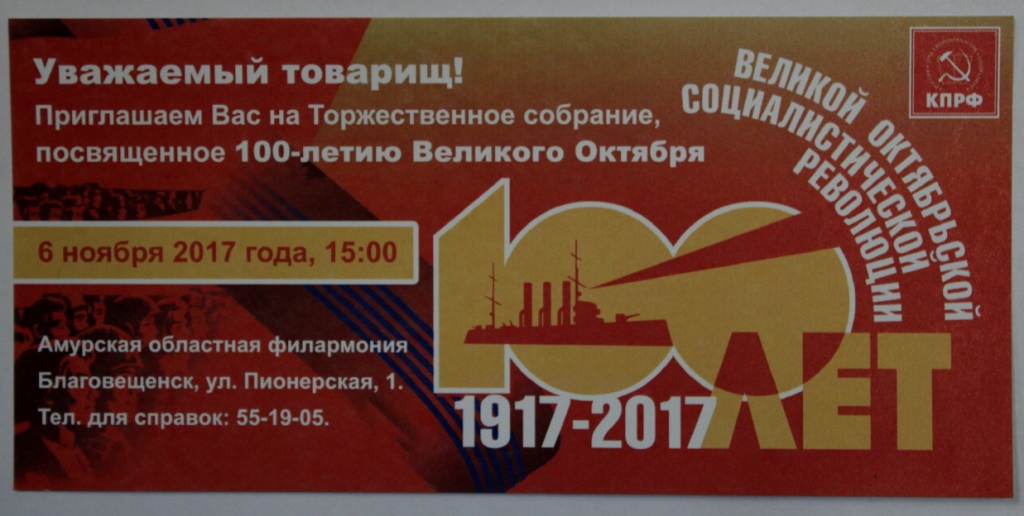 Уважаемый товарищ!
Приглашаем Вас на Торжественное собрание,
посвященное 100-летию Великого Октября
6 ноября 2017 года, 15:00
Амурская областная филармония
Благовещенск, ул. Пионерская, 1.
Тел. для справок: 55-19-05.
100
ЛЕТ
1917-2017
ВЕЛИКОЙ ОКТЯБРЬСКОЙ
СОЦИАЛИСТИЧЕСКОЙ
РЕВОЛЮЦИИ
КПРФ